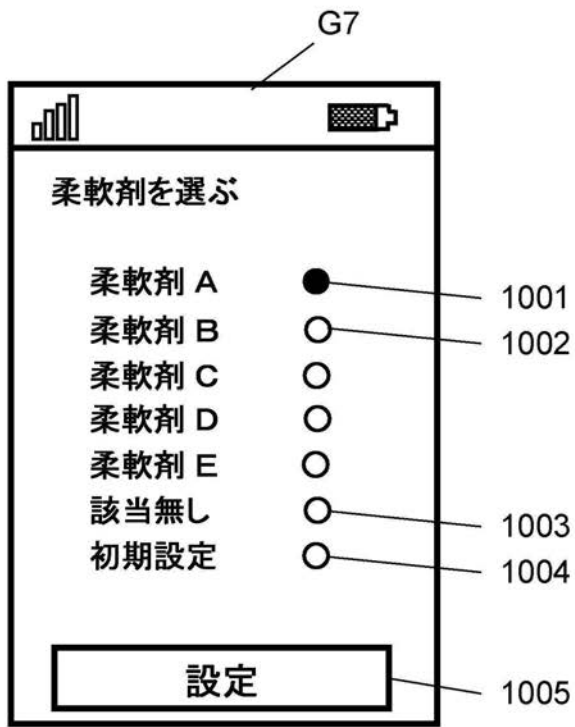 G7
柔軟剤を選ぶ
柔軟剤 A
1001
柔軟剤 B
1002
柔軟剤 C
柔軟剤 D
柔軟剤 E
該当無し
1003
初期設定
1004
設定
1005